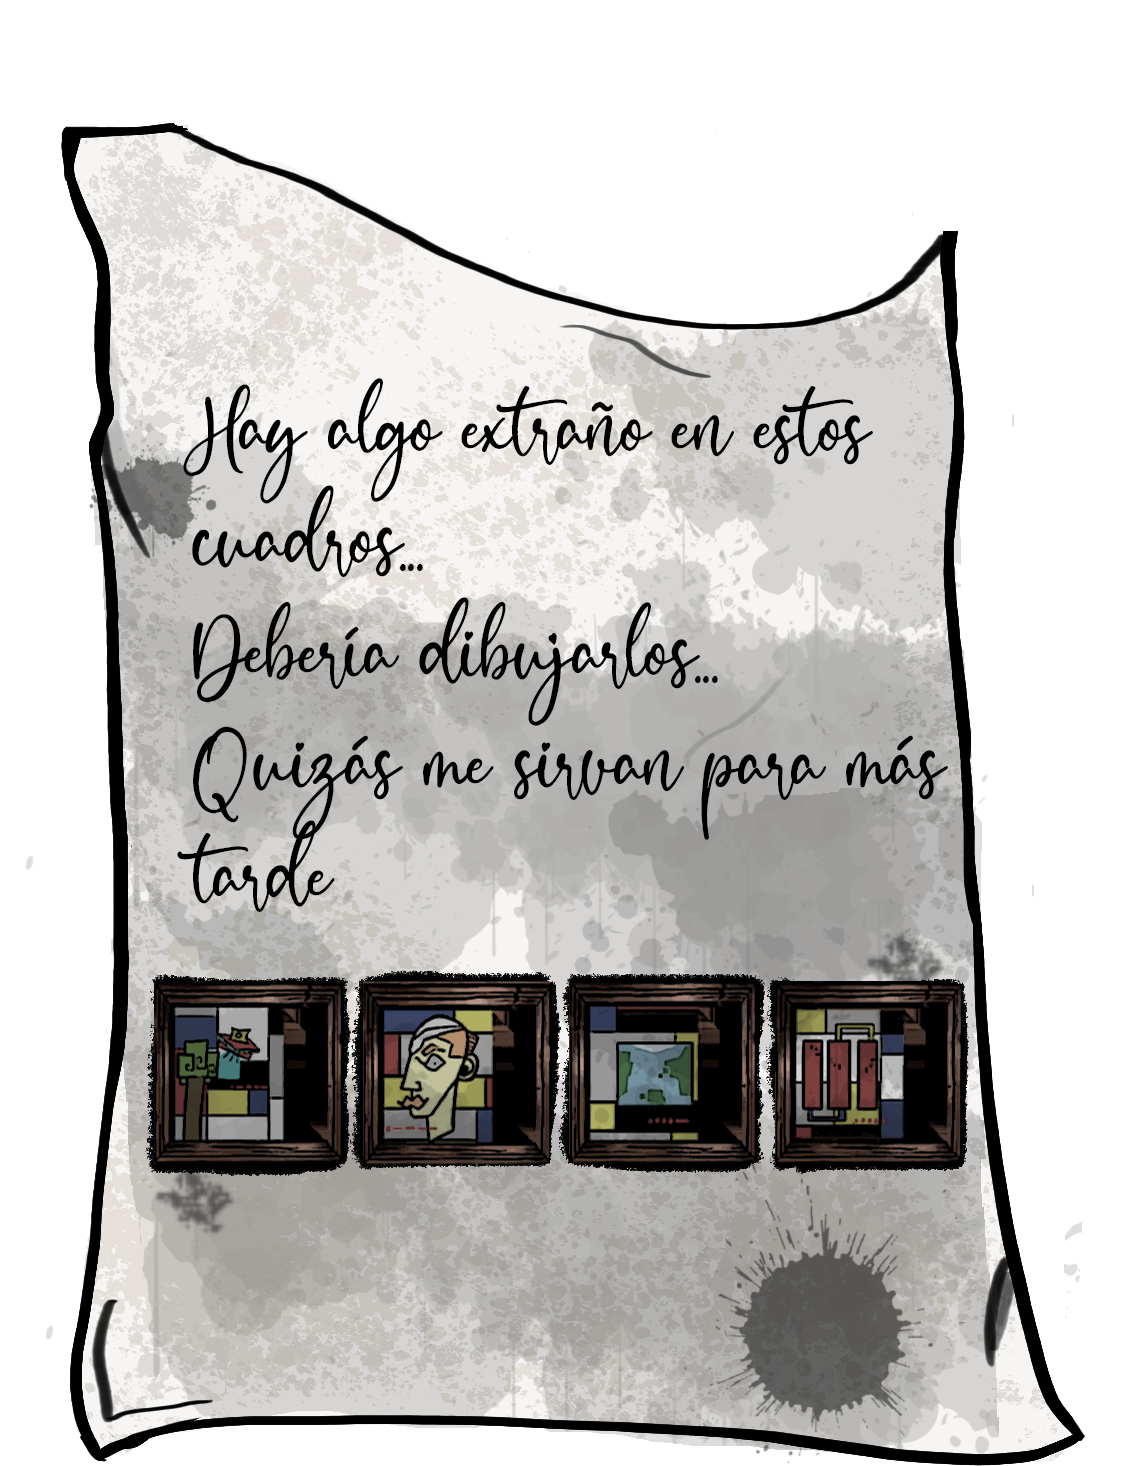 Hay algo extraño en estos
cuadros...
Debería dibujarlos...
Quizás me sirvan para más
tarde